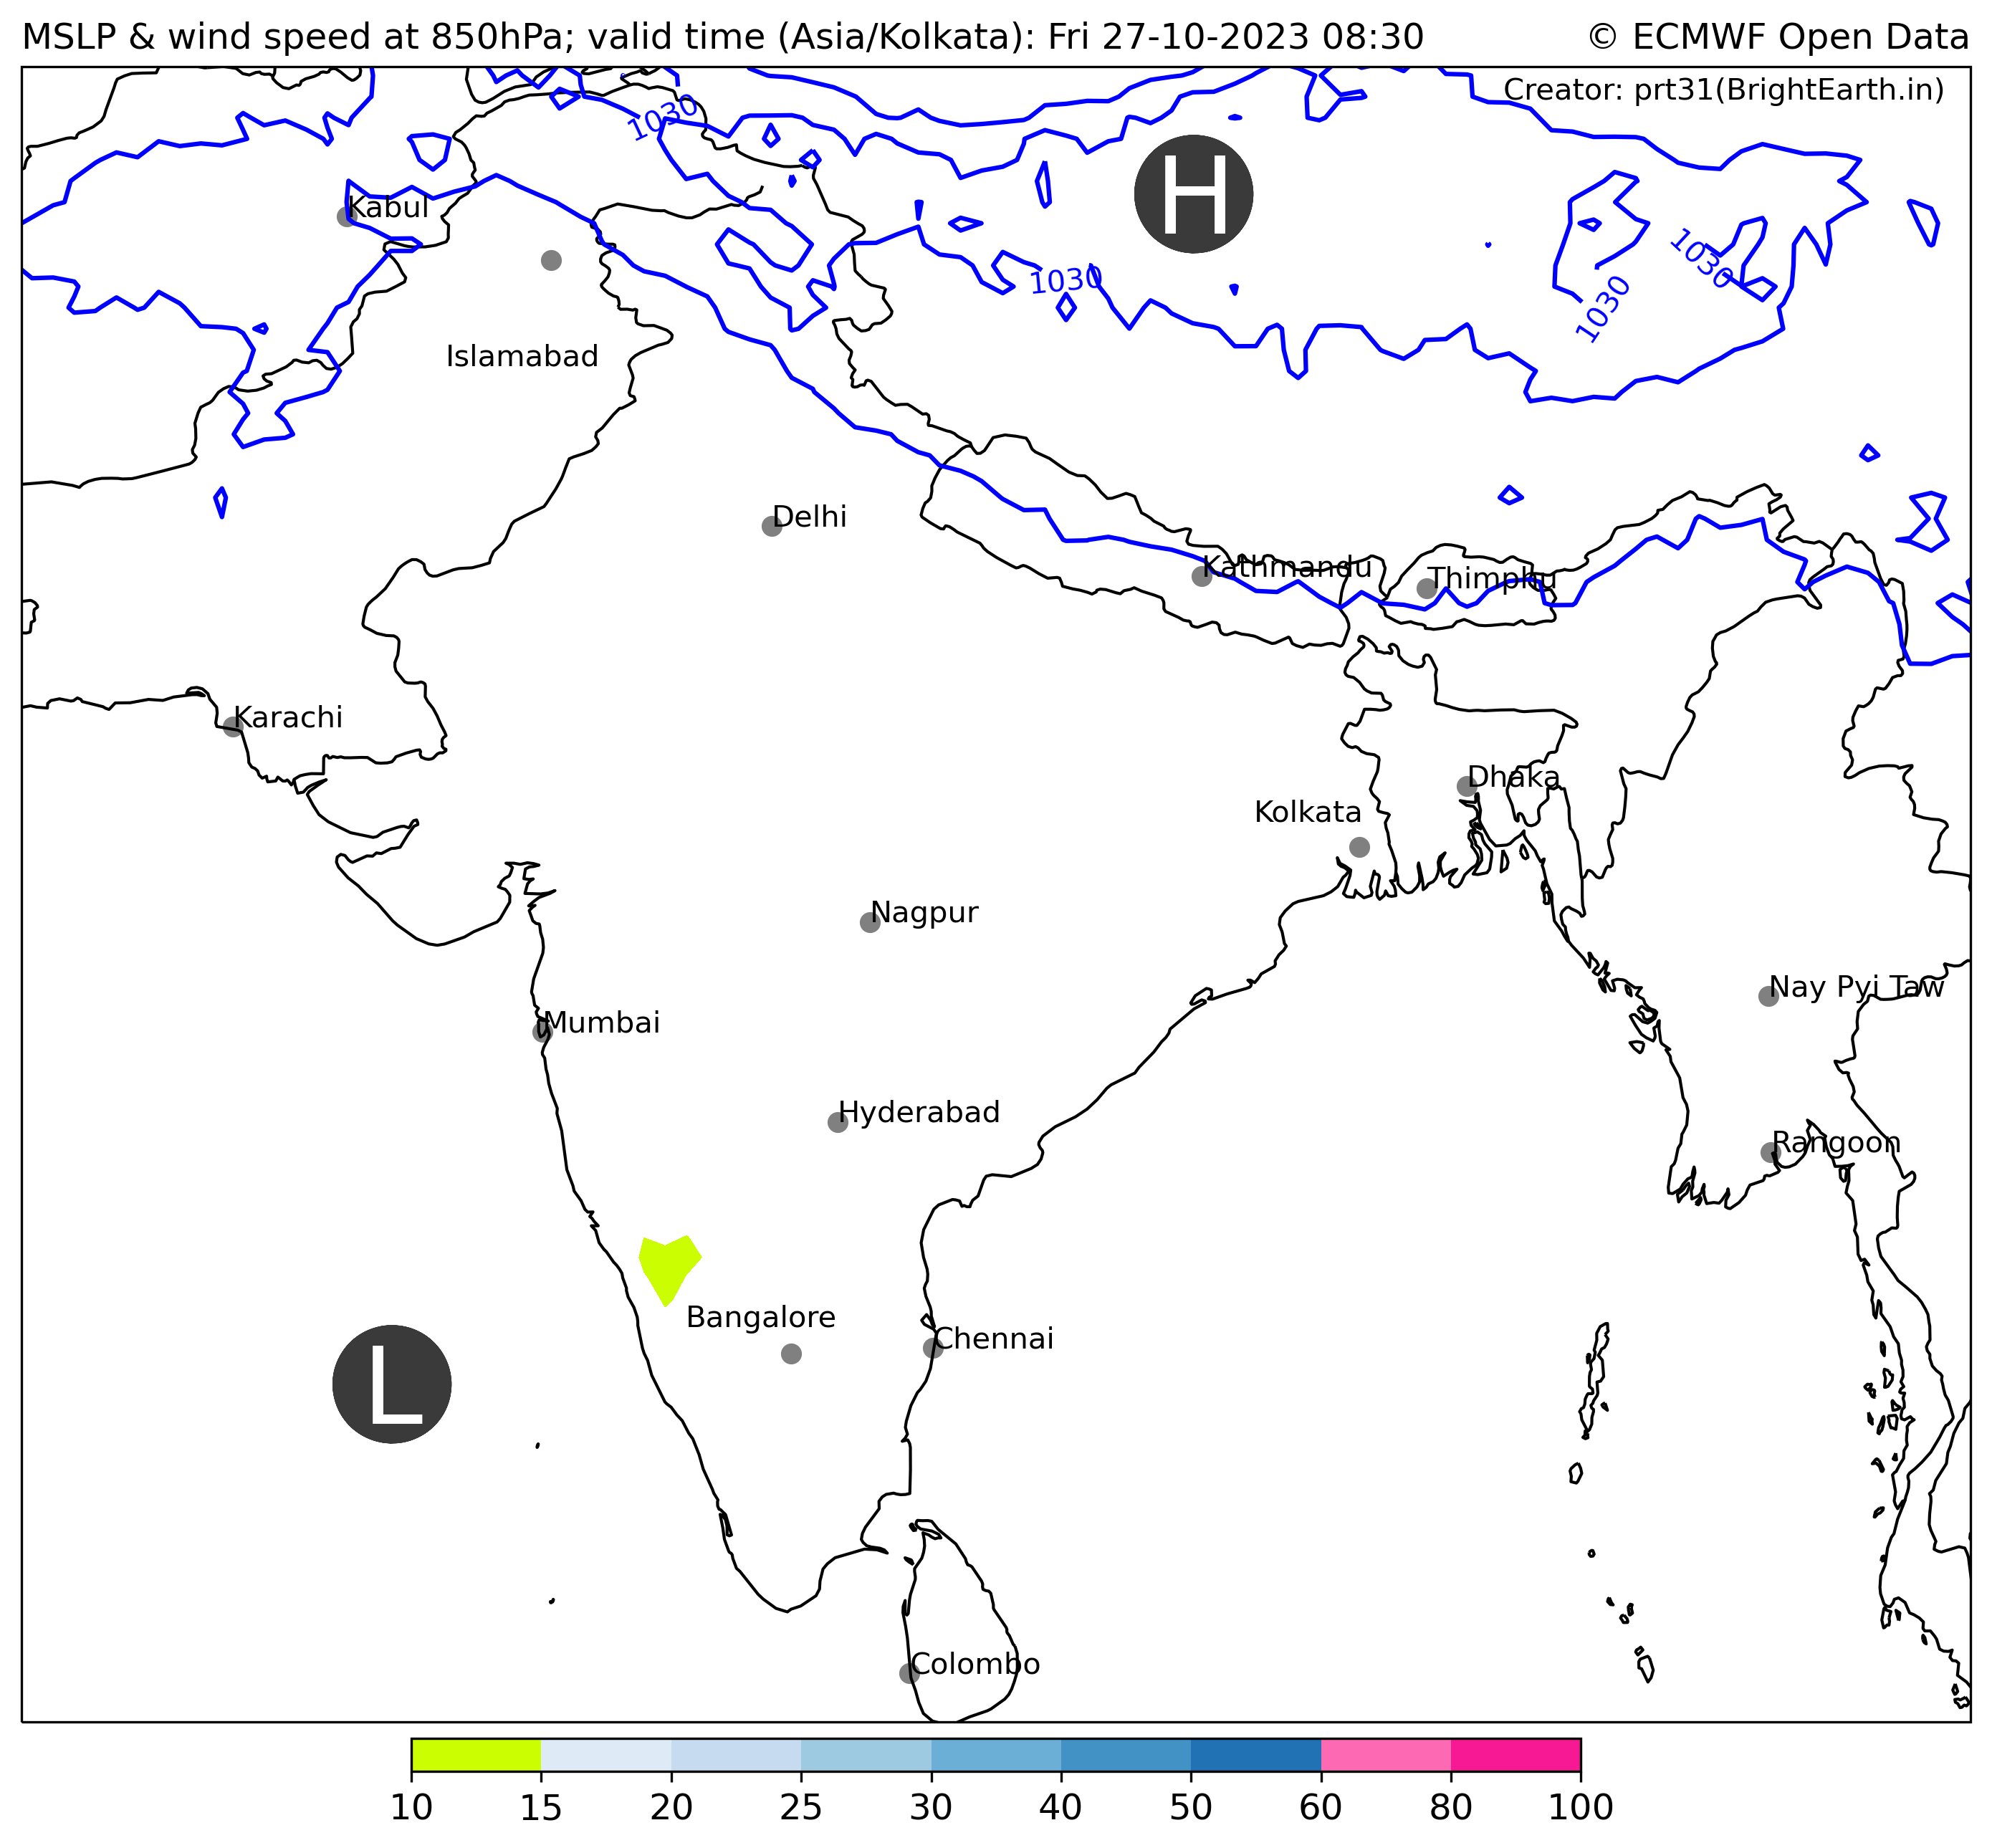 MSLP & wind speed at 850hPa; valid time (Asia/Kolkata): Fri 27-10-2023 08:30
© ECMWF Open Data
Creator: prt31(BrightEarth.in)
1030
H
Kabul
1030
1030
1030
Islamabad
Delhi
Kathmandu
Thimphu
Karachi
Dhaka
Kolkata
Nagpur
Nay Pyi Taw
Mumbai
Hyderabad
Rangoon
Bangalore
Chennai
L
Colombo
10 15 20 25 30 40 50 60 80 100